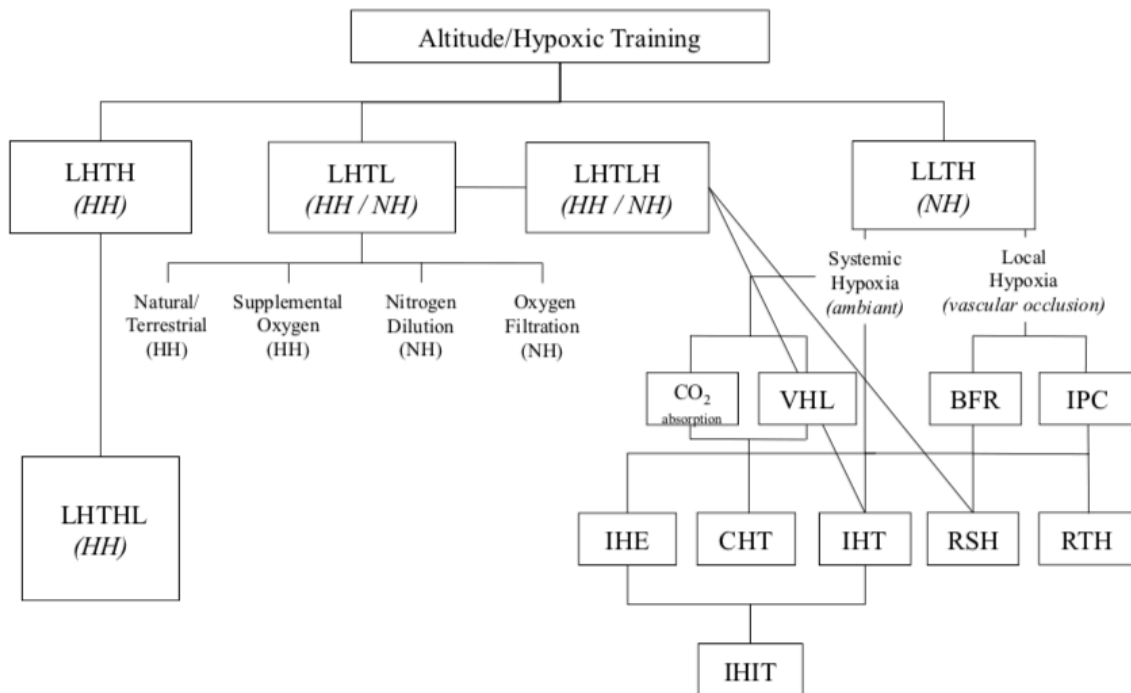 Altitude/Hypoxic Training
LHTH
(HH)
LHTL
(HH / NH)
LHTLH
(HH / NH)
LLTH
(NH)
Natural/
Terrestrial
(HH)
Supplemental
Oxygen
(HH)
Nitrogen
Dilution
(NH)
Oxygen
Filtration
(NH)
Systemic
Hypoxia
(ambiant)
Local
Hypoxia
(vascular occlusion)
CO₂
absorption
VHL
BFR
IPC
LHTHL
(HH)
IHE
CHT
IHT
RSH
RTH
IHIT